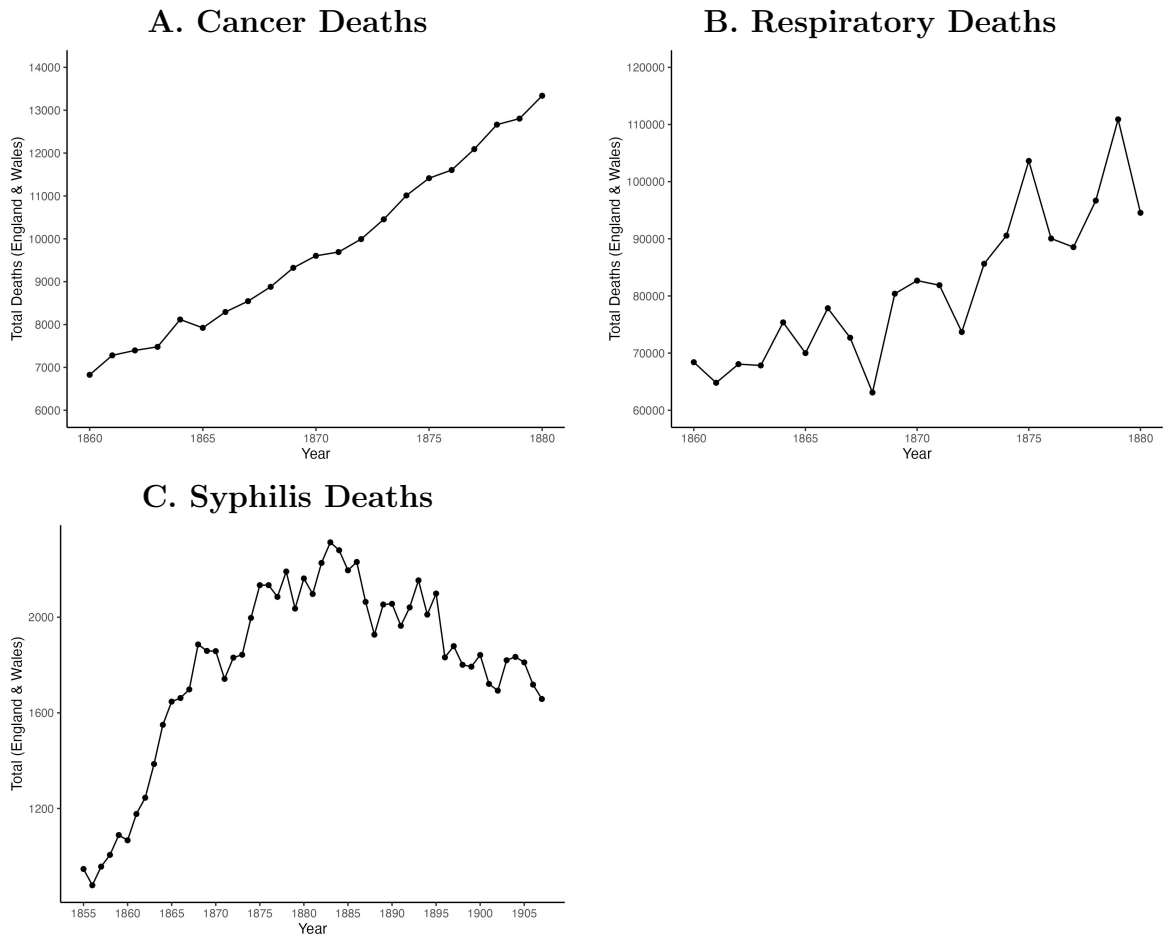 A. Cancer Deaths
Total Deaths (England & Wales)
14000
13000
12000
11000
10000
9000
8000
7000
6000
1860 1865 1870 1875 1880
Year
B. Respiratory Deaths
Total Deaths (England & Wales)
120000
110000
100000
90000
80000
70000
60000
1860 1865 1870 1875 1880
Year
C. Syphilis Deaths
Total (England & Wales)
2000
1600
1200
1855 1860 1865 1870 1875 1880 1885 1890 1895 1900 1905
Year